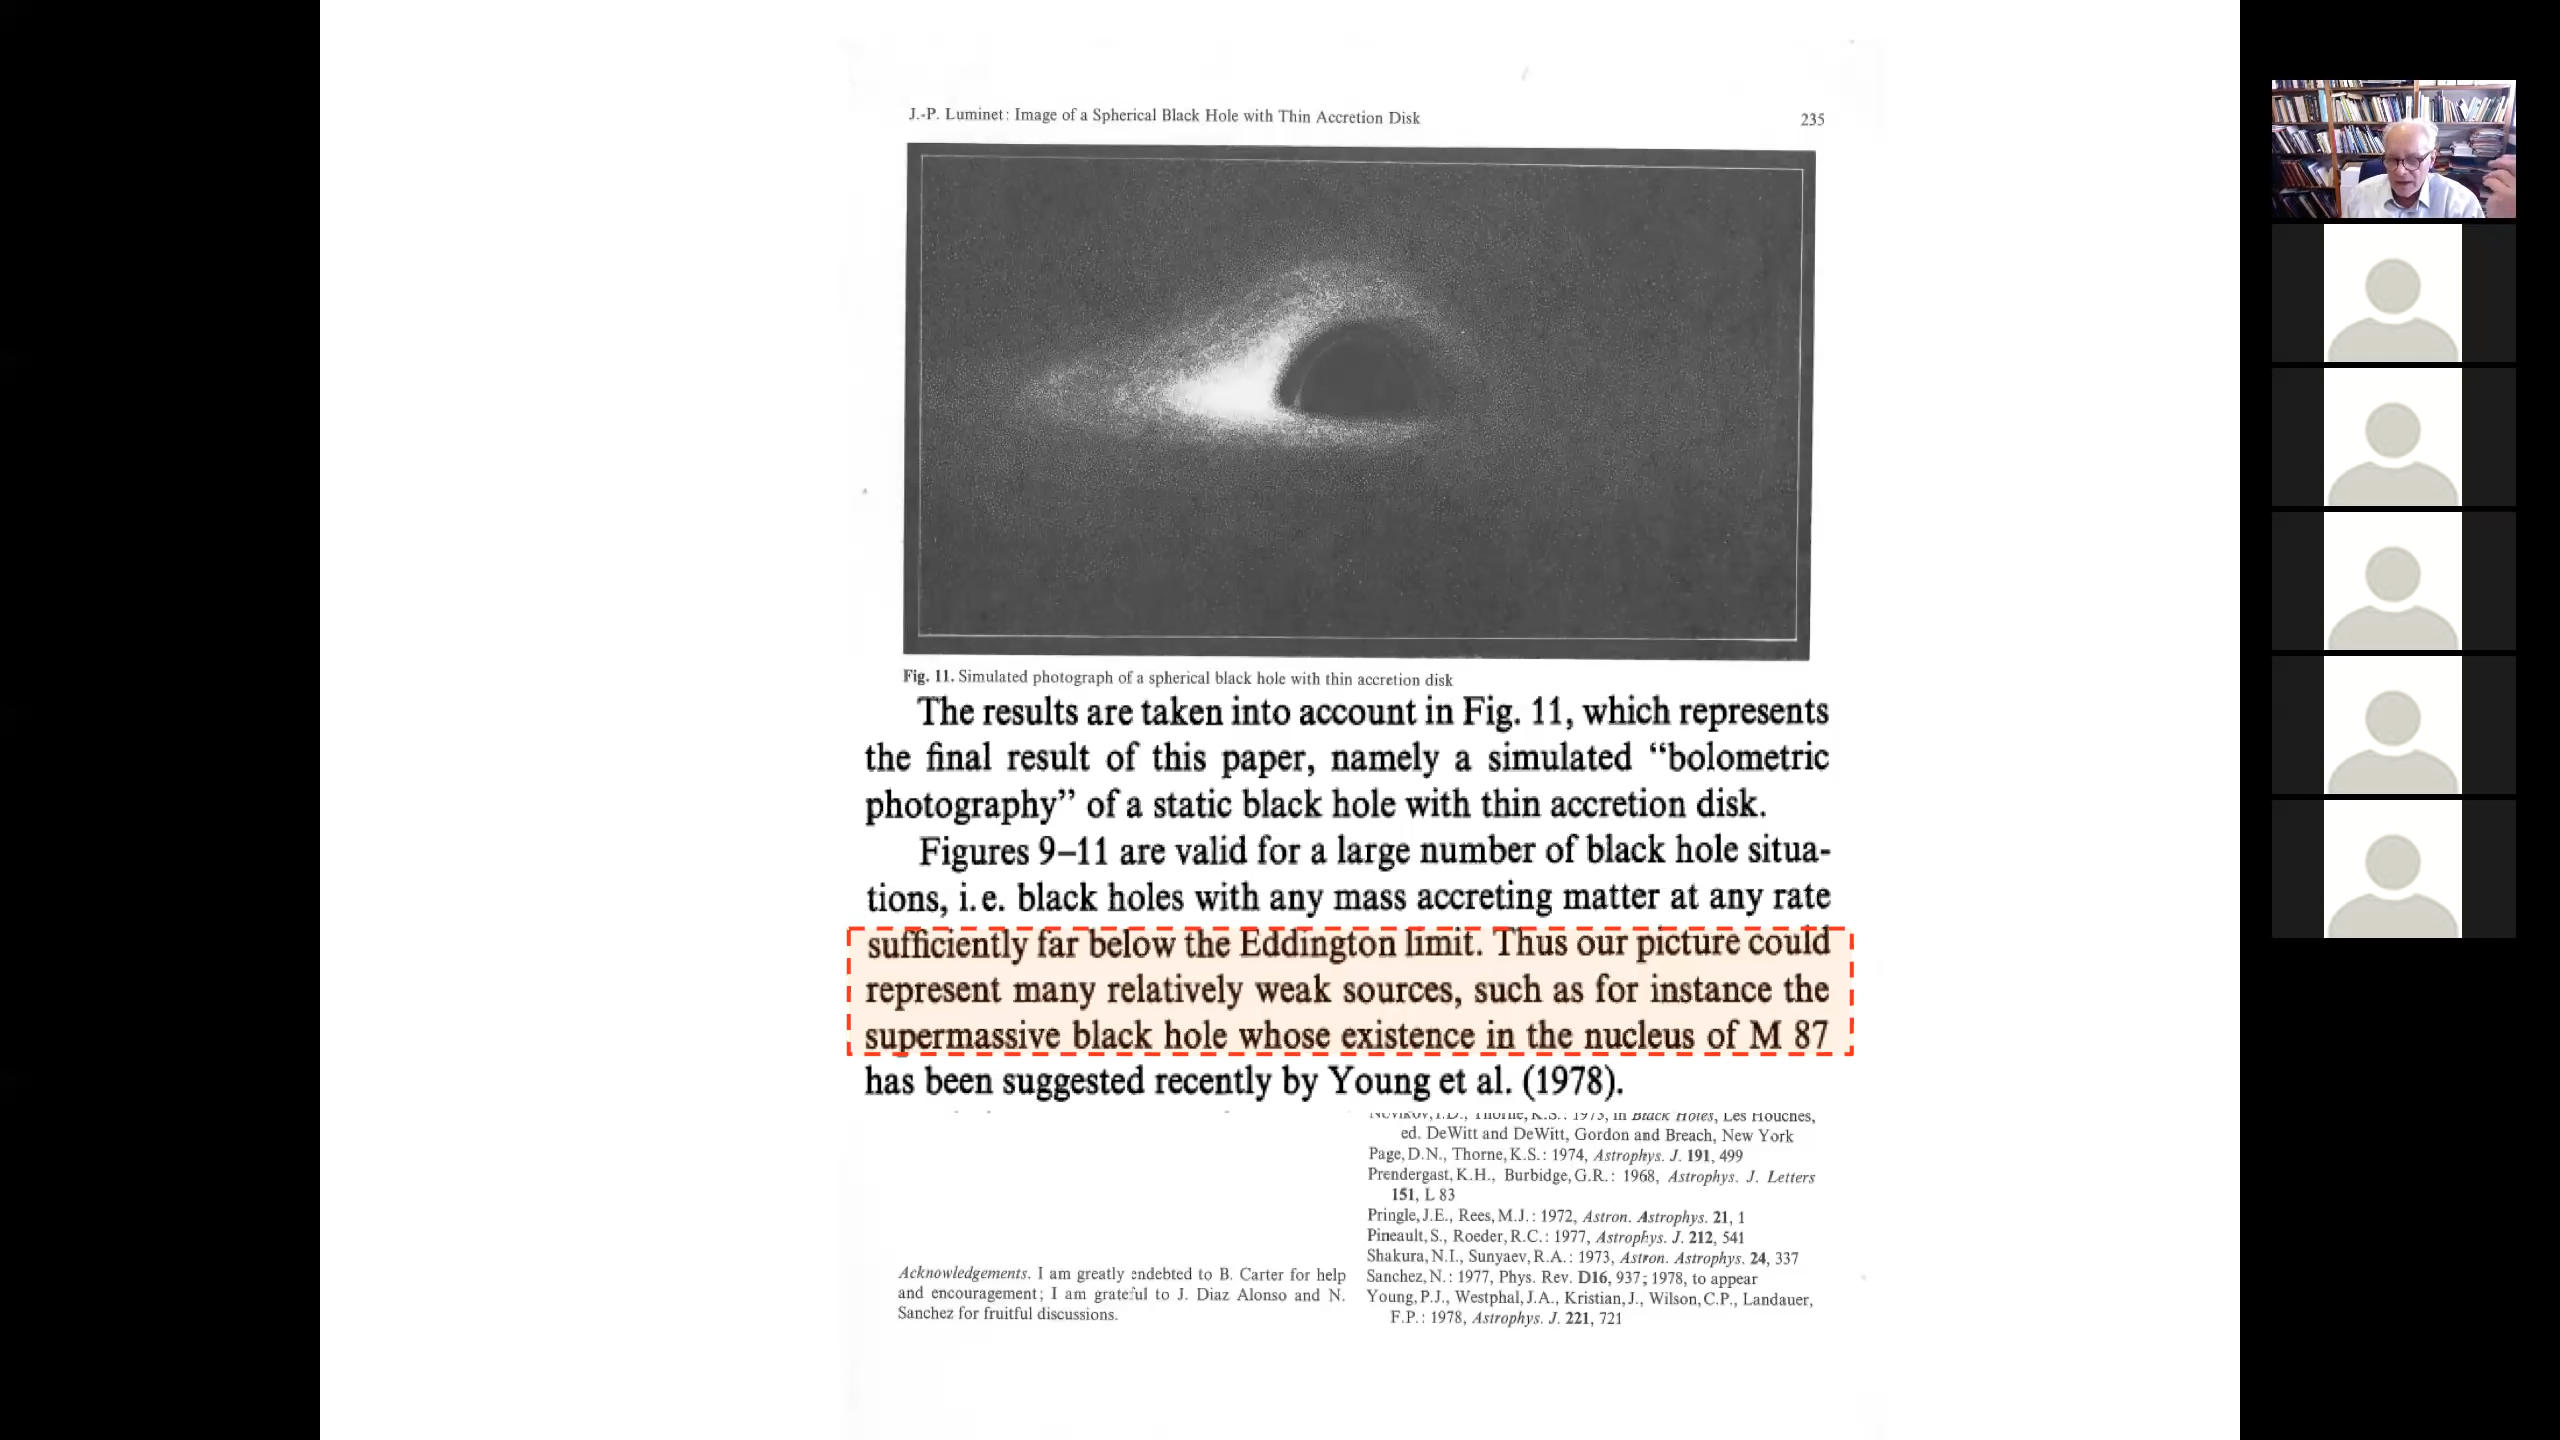 J.-P. Luminet: Image of a Spherical Black Hole with Thin Accretion Disk 235
Fig. 11. Simulated photograph of a spherical black hole with thin accretion disk
The results are taken into account in Fig. 11, which represents
the final result of this paper, namely a simulated “bolometric
photography” of a static black hole with thin accretion disk.
Figures 9–11 are valid for a large number of black hole situa-
tions, i.e. black holes with any mass accreting matter at any rate
sufficiently far below the Eddington limit. Thus our picture could
represent many relatively weak sources, such as for instance the
supermassive black hole whose existence in the nucleus of M 87
has been suggested recently by Young et al. (1978).
Acknowledgements. I am greatly endebted to B. Carter for help
and encouragement; I am grateful to J. Diaz Alonso and N.
Sanchez for fruitful discussions.
Novikov, I.D., Thorne, K.S.: 1973, in Black Holes, Les Houches,
ed. DeWitt and DeWitt, Gordon and Breach, New York
Page, D.N., Thorne, K.S.: 1974, Astrophys. J. 191, 499
Prendergast, K.H., Burbidge, G.R.: 1968, Astrophys. J. Letters
151, L 83
Pringle, J.E., Rees, M.J.: 1972, Astron. Astrophys. 21, 1
Pineault, S., Roeder, R.C.: 1977, Astrophys. J. 212, 541
Shakura, N.I., Sunyaev, R.A.: 1973, Astron. Astrophys. 24, 337
Sanchez, N.: 1977, Phys. Rev. D16, 937; 1978, to appear
Young, P.J., Westphal, J.A., Kristian, J., Wilson, C.P., Landauer,
F.P.: 1978, Astrophys. J. 221, 721